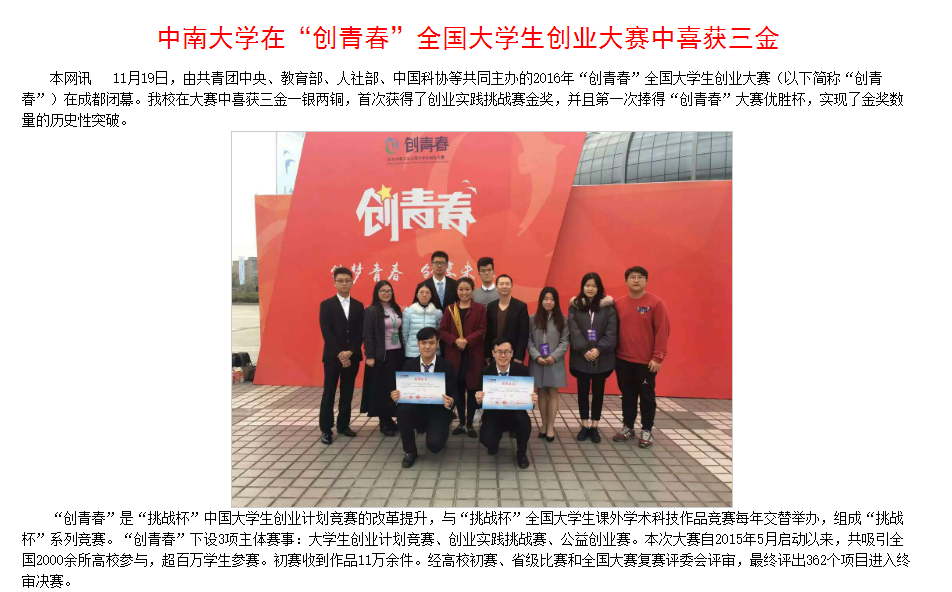 中南大学在“创青春”全国大学生创业大赛中喜获三金
本网讯 11月19日，由共青团中央、教育部、人社部、中国科协等共同主办的2016年“创青春”全国大学生创业大赛（以下简称“创青
春”）在成都闭幕。我校在大赛中喜获三金一银两铜，首次获得了创业实践挑战赛金奖，并且第一次捧得“创青春”大赛优胜杯，实现了金奖数
量的历史性突破。
创青春
创青春
青春
“创青春”是“挑战杯”中国大学生创业计划竞赛的改革提升，与“挑战杯”全国大学生课外学术科技作品竞赛每年交替举办，组成“挑战
杯”系列竞赛。“创青春”下设3项主体赛事：大学生创业计划竞赛、创业实践挑战赛、公益创业赛。本次大赛自2015年5月启动以来，共吸引全
国2000余所高校参与，超百万学生参赛。初赛收到作品11万余件。经高校初赛、省级比赛和全国大赛复赛评委会评审，最终评出362个项目进入终
审决赛。